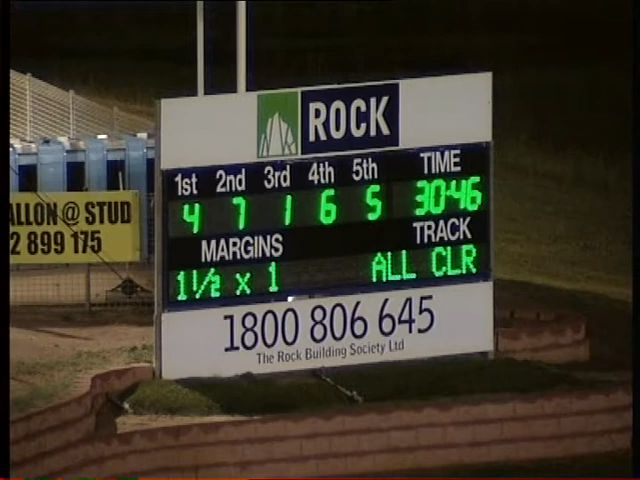 ROCK
1st 2nd 3rd 4th 5th TIME
4 7 1 6 5 30:46
MARGINS TRACK
1½ x 1 ALL CLR
1800 806 645
The Rock Building Society Ltd
ALLON @ STUD
2 899 175